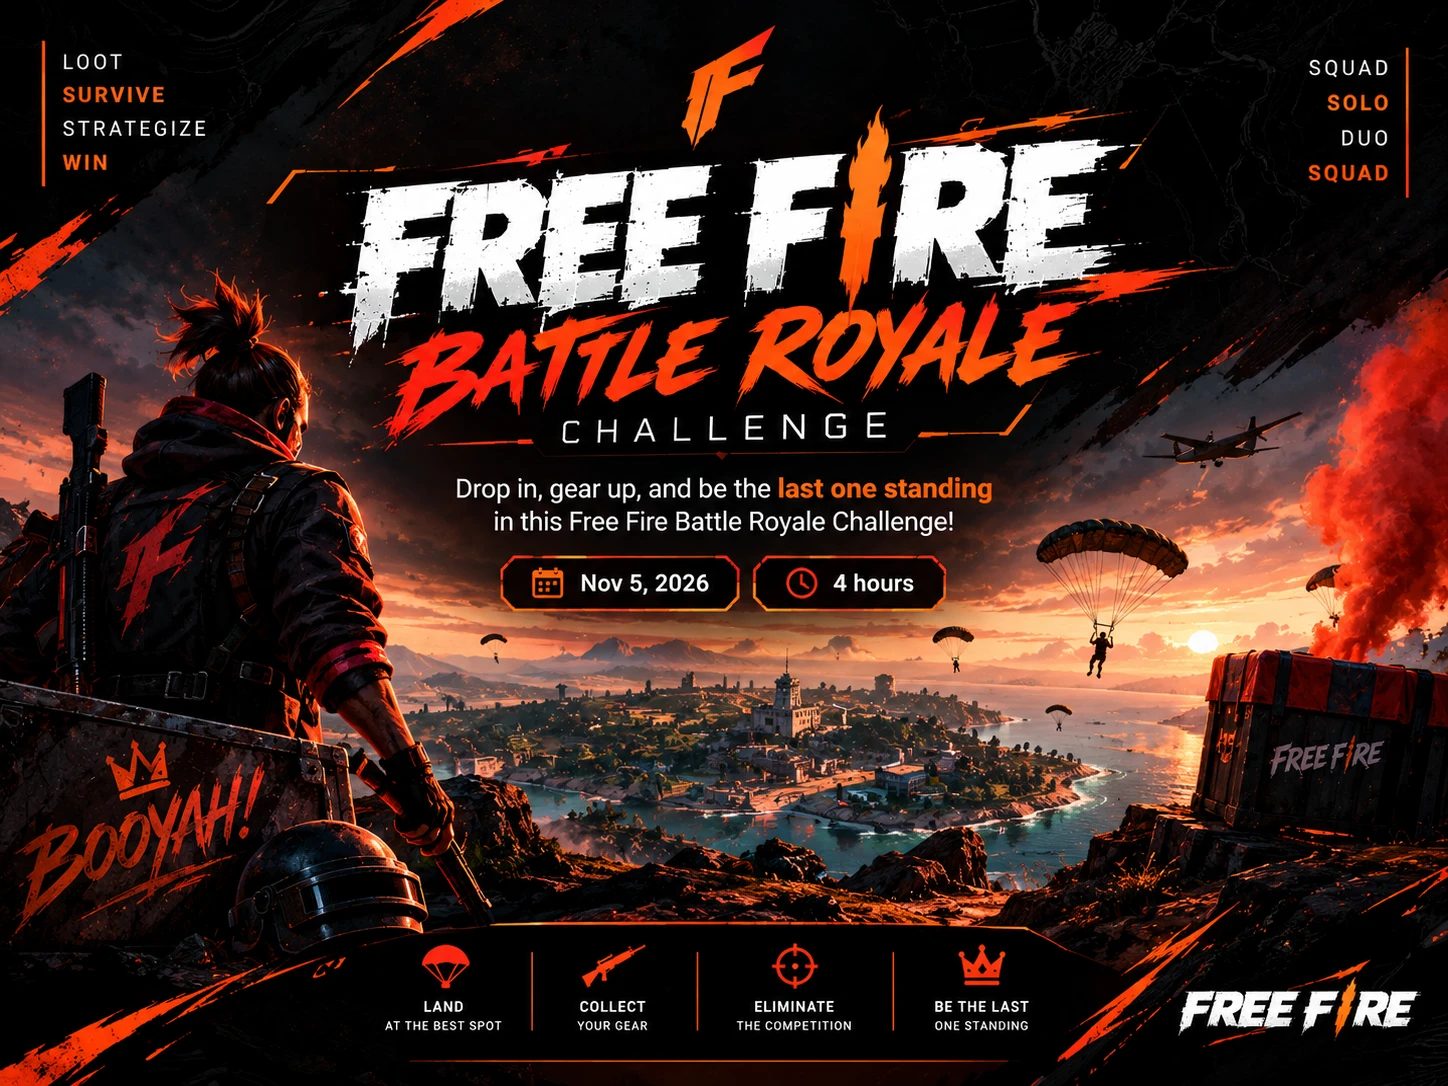 LOOT
SURVIVE
STRATEGIZE
WIN
SQUAD
SOLO
DUO
SQUAD
FREE FIRE
BATTLE ROYALE
CHALLENGE
Drop in, gear up, and be the last one standing
in this Free Fire Battle Royale Challenge!
Nov 5, 2026
4 hours
FREE FIRE
BOOYAH!
LAND
AT THE BEST SPOT
COLLECT
YOUR GEAR
ELIMINATE
THE COMPETITION
BE THE LAST
ONE STANDING
FREE FIRE